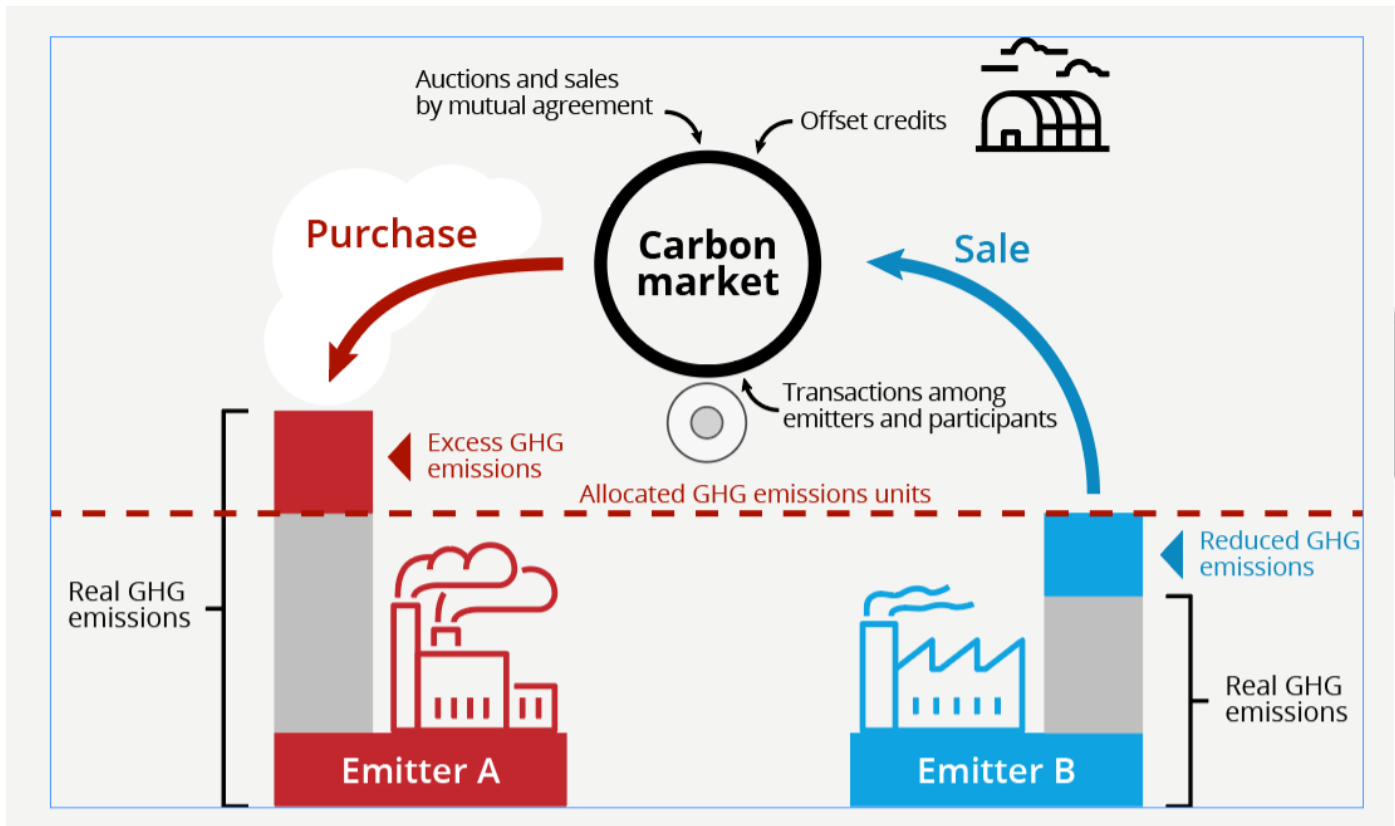 Auctions and sales
by mutual agreement
Offset credits
Purchase
Carbon
market
Sale
Transactions among
emitters and participants
Excess GHG
emissions
Allocated GHG emissions units
Reduced GHG
emissions
Real GHG
emissions
Real GHG
emissions
Emitter A
Emitter B